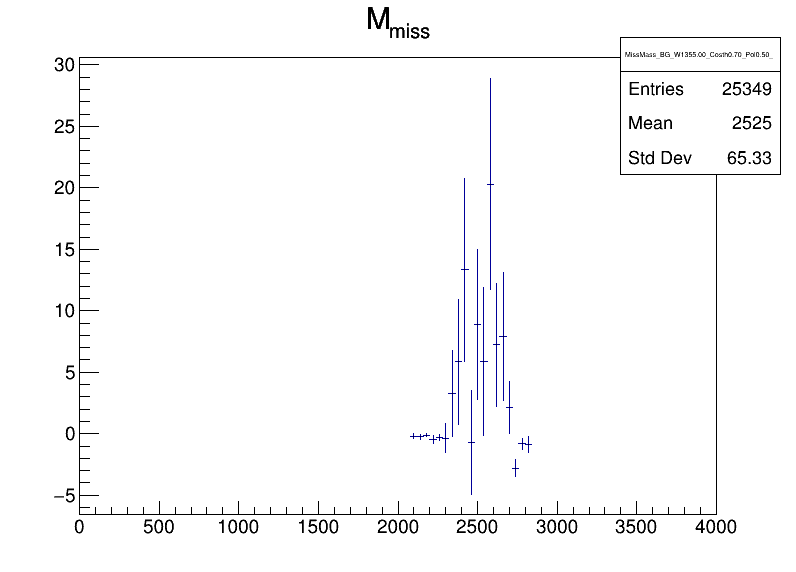 M_miss
MissMass_BG_W1355.00_Costh0.70_Pol0.50_
Entries 25349
Mean 2525
Std Dev 65.33
30
25
20
15
10
5
0
−5
0 500 1000 1500 2000 2500 3000 3500 4000